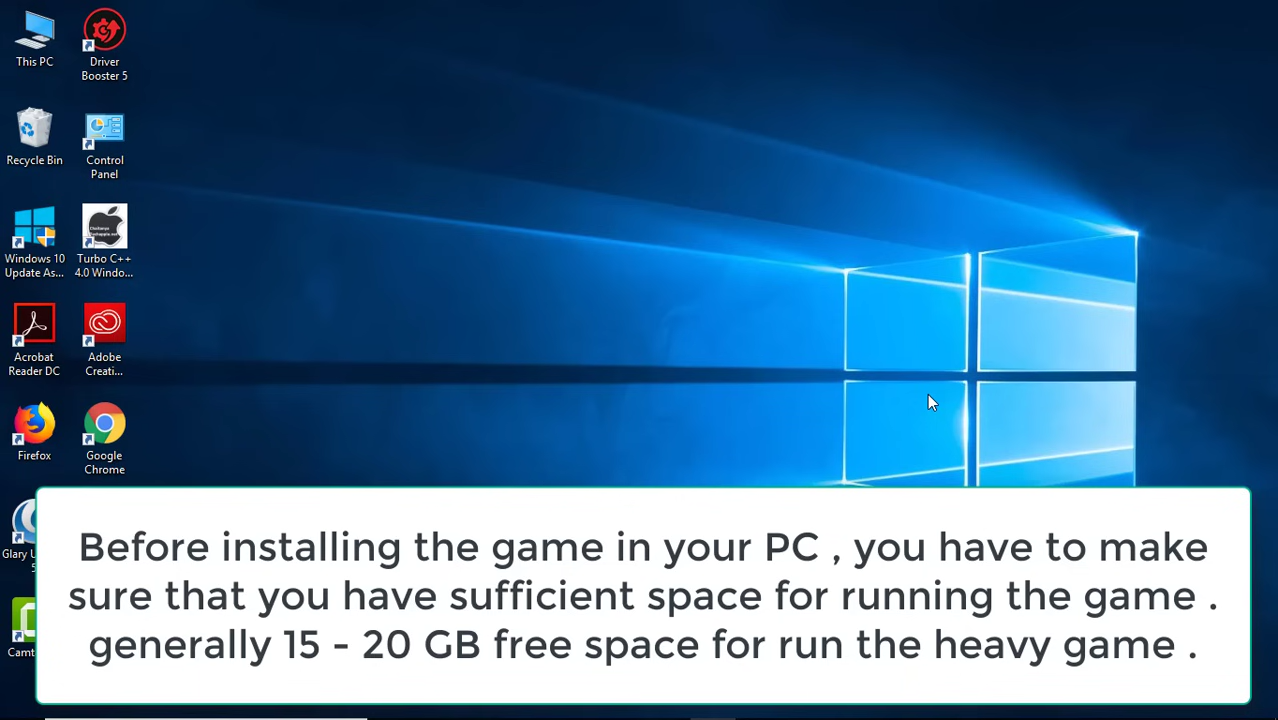 This PC
Driver
Booster 5
Recycle Bin
Control
Panel
Windows 10
Update As...
Turbo C++
4.0 Windo...
Acrobat
Reader DC
Adobe
Creati...
Firefox
Google
Chrome
Glary U
5
Camt
Before installing the game in your PC , you have to make
sure that you have sufficient space for running the game .
generally 15 - 20 GB free space for run the heavy game .